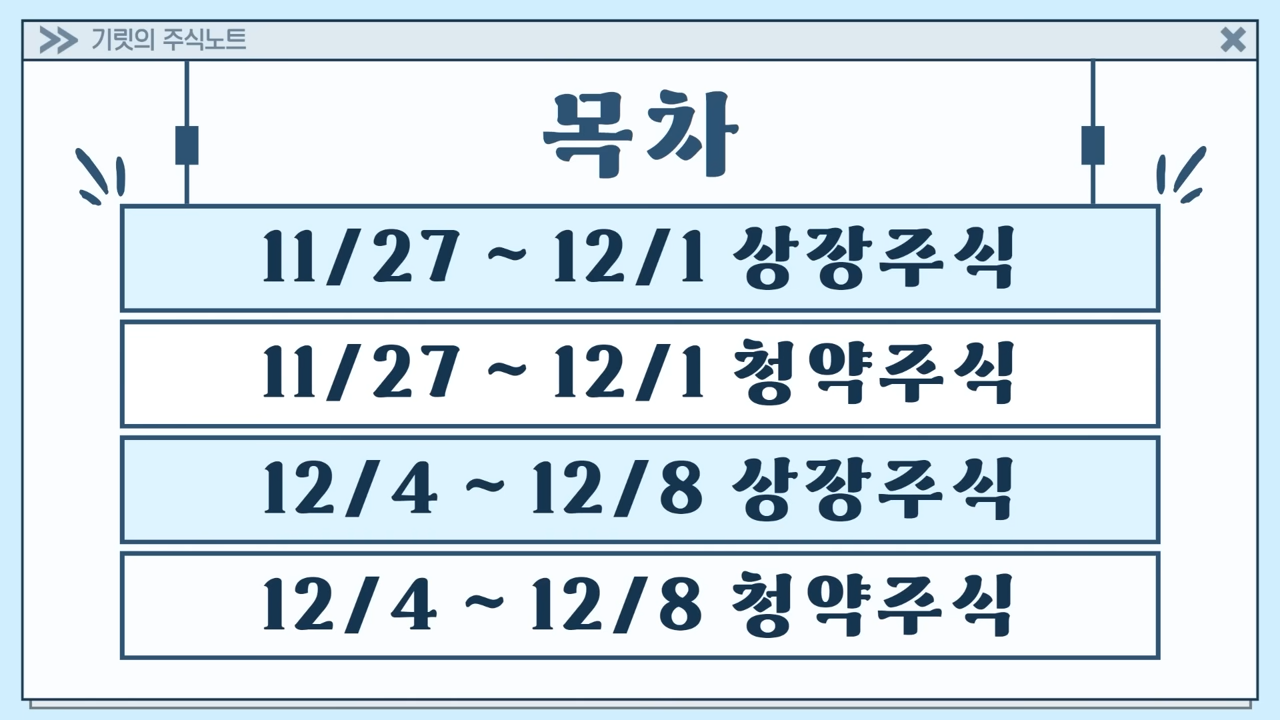 기릿의 주식노트
목차
11/27 ~ 12/1 상장주식
11/27 ~ 12/1 청약주식
12/4 ~ 12/8 상장주식
12/4 ~ 12/8 청약주식